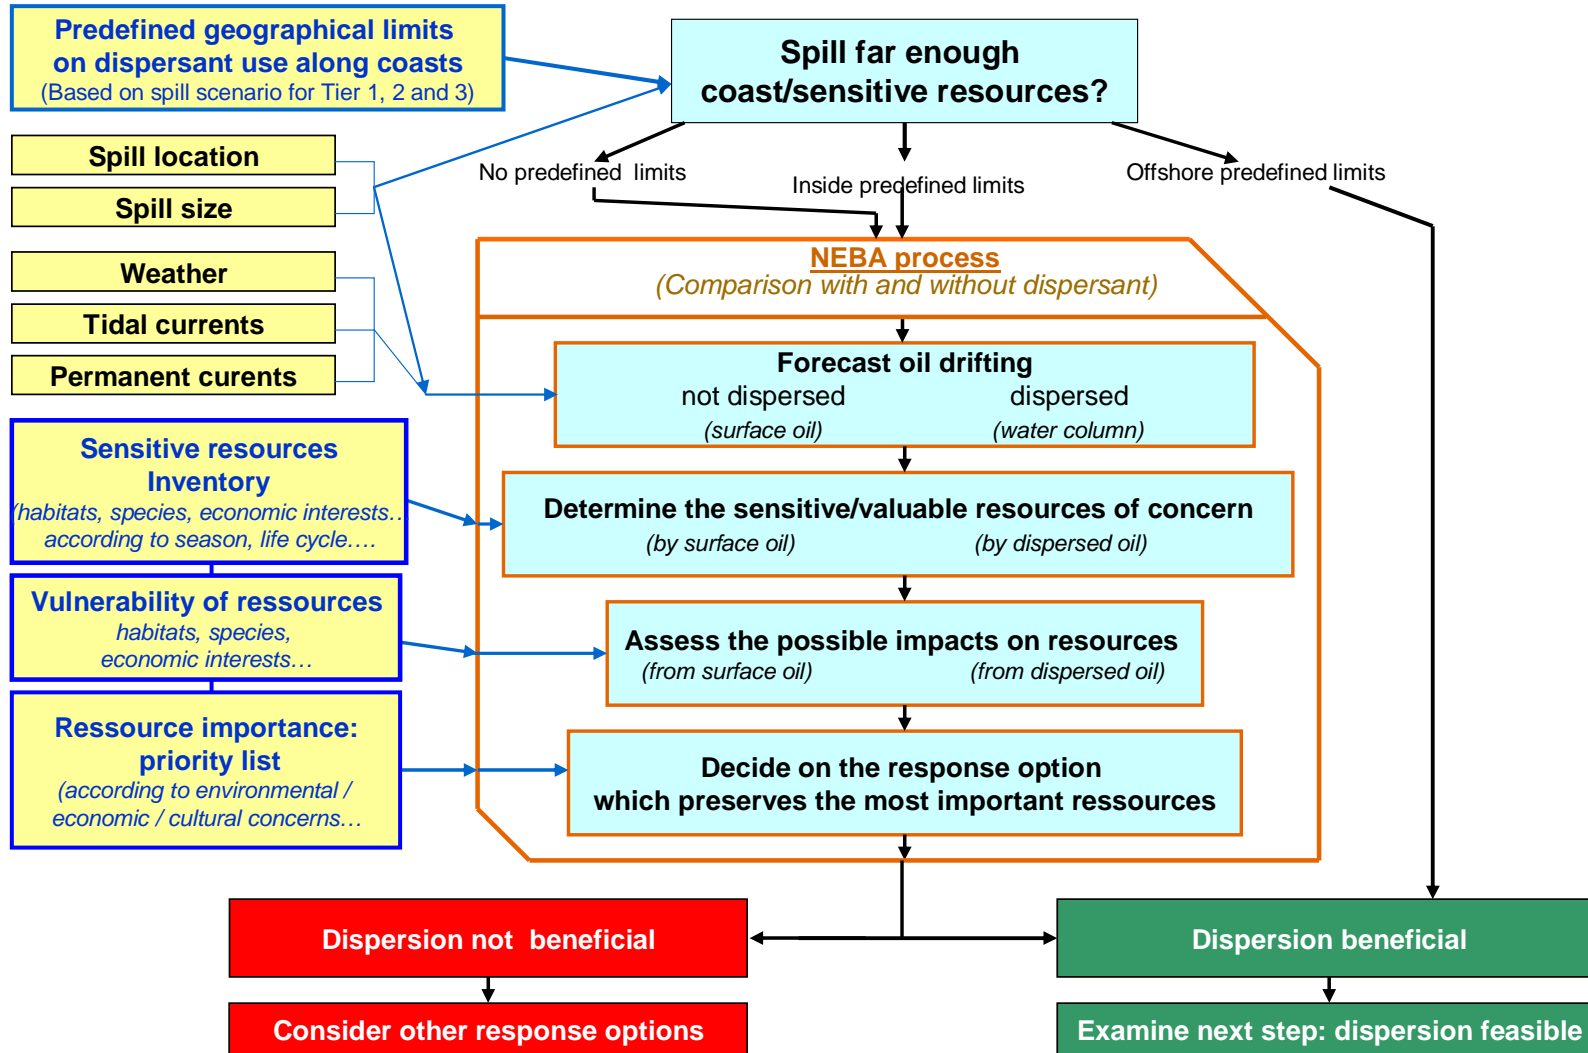 Predefined geographical limits
on dispersant use along coasts
(Based on spill scenario for Tier 1, 2 and 3)
Spill far enough
coast/sensitive resources?
Spill location
Spill size
No predefined limits
Inside predefined limits
Offshore predefined limits
Weather
Tidal currents
Permanent curents
NEBA process
(Comparison with and without dispersant)
Forecast oil drifting
not dispersed dispersed
(surface oil) (water column)
Sensitive resources
Inventory
(habitats, species, economic interests…
according to season, life cycle….
Determine the sensitive/valuable resources of concern
(by surface oil) (by dispersed oil)
Vulnerability of ressources
habitats, species,
economic interests…
Assess the possible impacts on resources
(from surface oil) (from dispersed oil)
Ressource importance:
priority list
(according to environmental /
economic / cultural concerns…
Decide on the response option
which preserves the most important ressources
Dispersion not beneficial
Dispersion beneficial
Consider other response options
Examine next step: dispersion feasible